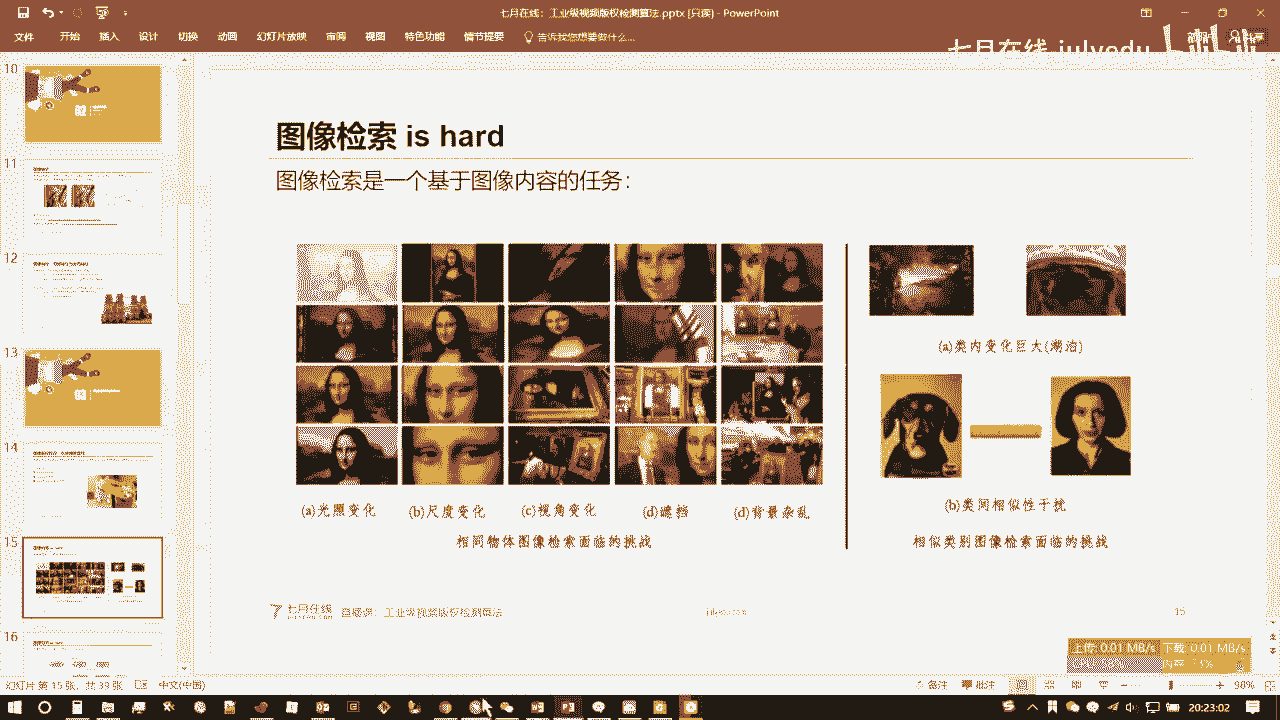 七月在线：工业级视频版权检测算法.pptx [只读] - PowerPoint
文件 开始 插入 设计 切换 动画 幻灯片放映 审阅 视图 特色功能 情节提要 告诉我您想要做什么...
七月在线 julyedu
10
11
12
13
14
15
16
图像检索 is hard
图像检索是一个基于图像内容的任务：
(a)类内变化巨大(湖泊)
(a)光照变化 (b)尺度变化 (c)视角变化 (d)遮挡 (d)背景杂乱
(b)类间相似性干扰
相同物体图像检索面临的挑战
相似类别图像检索面临的挑战
七月在线 直播课：工业级视频版权检测算法
15
上传: 0.01 MB/s 下载: 0.01 MB/s
幻灯片 第 15 张，共 39 张 中文(中国) 备注 批注 98%
20:23:02